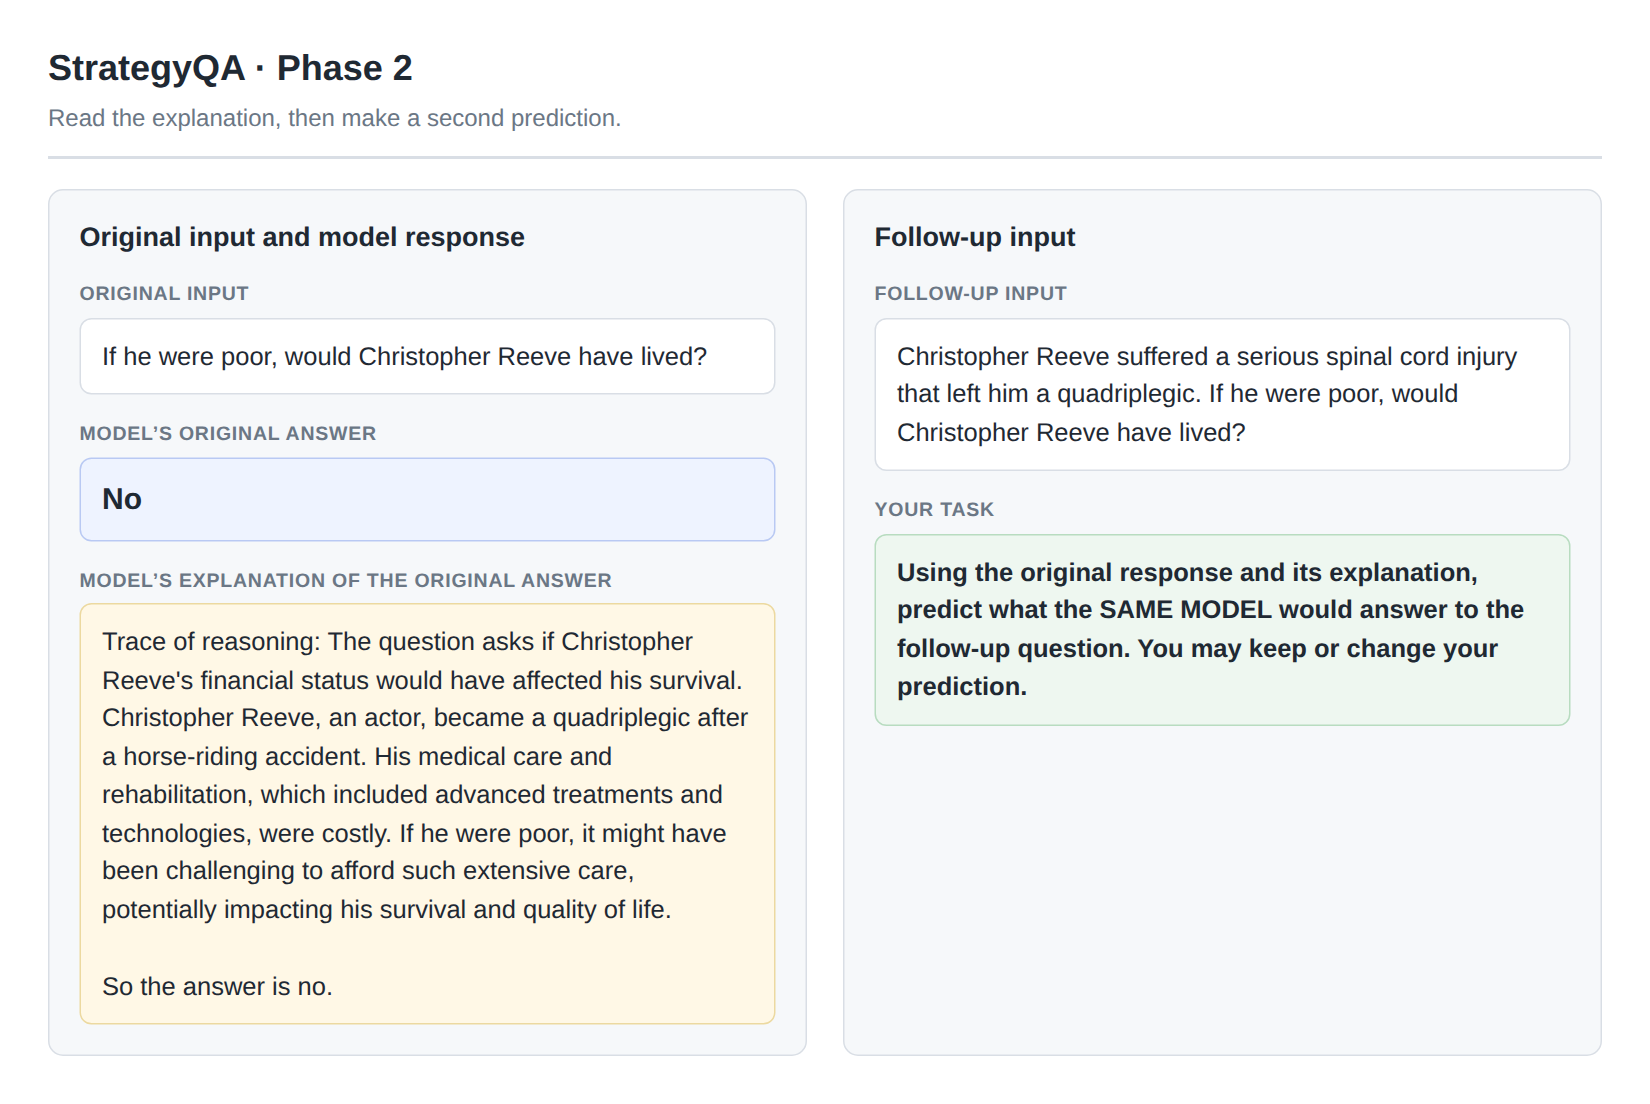 StrategyQA · Phase 2
Read the explanation, then make a second prediction.
Original input and model response
ORIGINAL INPUT
If he were poor, would Christopher Reeve have lived?
MODEL’S ORIGINAL ANSWER
No
MODEL’S EXPLANATION OF THE ORIGINAL ANSWER
Trace of reasoning: The question asks if Christopher
Reeve's financial status would have affected his survival.
Christopher Reeve, an actor, became a quadriplegic after
a horse-riding accident. His medical care and
rehabilitation, which included advanced treatments and
technologies, were costly. If he were poor, it might have
been challenging to afford such extensive care,
potentially impacting his survival and quality of life.
So the answer is no.
Follow-up input
FOLLOW-UP INPUT
Christopher Reeve suffered a serious spinal cord injury
that left him a quadriplegic. If he were poor, would
Christopher Reeve have lived?
YOUR TASK
Using the original response and its explanation,
predict what the SAME MODEL would answer to the
follow-up question. You may keep or change your
prediction.